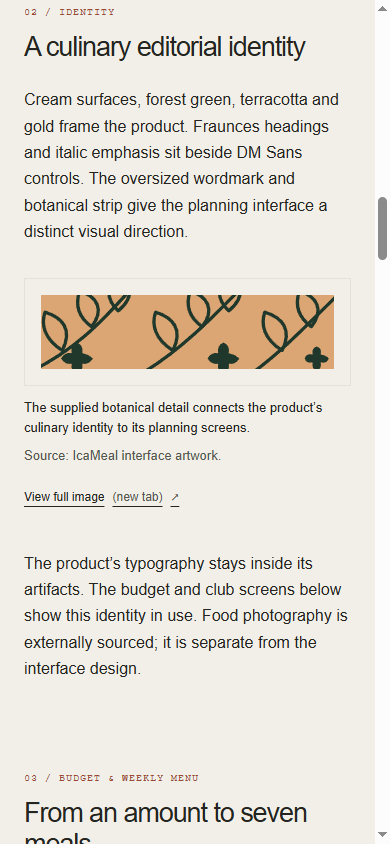 02 / IDENTITY
A culinary editorial identity
Cream surfaces, forest green, terracotta and
gold frame the product. Fraunces headings
and italic emphasis sit beside DM Sans
controls. The oversized wordmark and
botanical strip give the planning interface a
distinct visual direction.
The supplied botanical detail connects the product’s
culinary identity to its planning screens.
Source: IcaMeal interface artwork.
View full image (new tab) ↗
The product’s typography stays inside its
artifacts. The budget and club screens below
show this identity in use. Food photography is
externally sourced; it is separate from the
interface design.
03 / BUDGET & WEEKLY MENU
From an amount to seven
meals